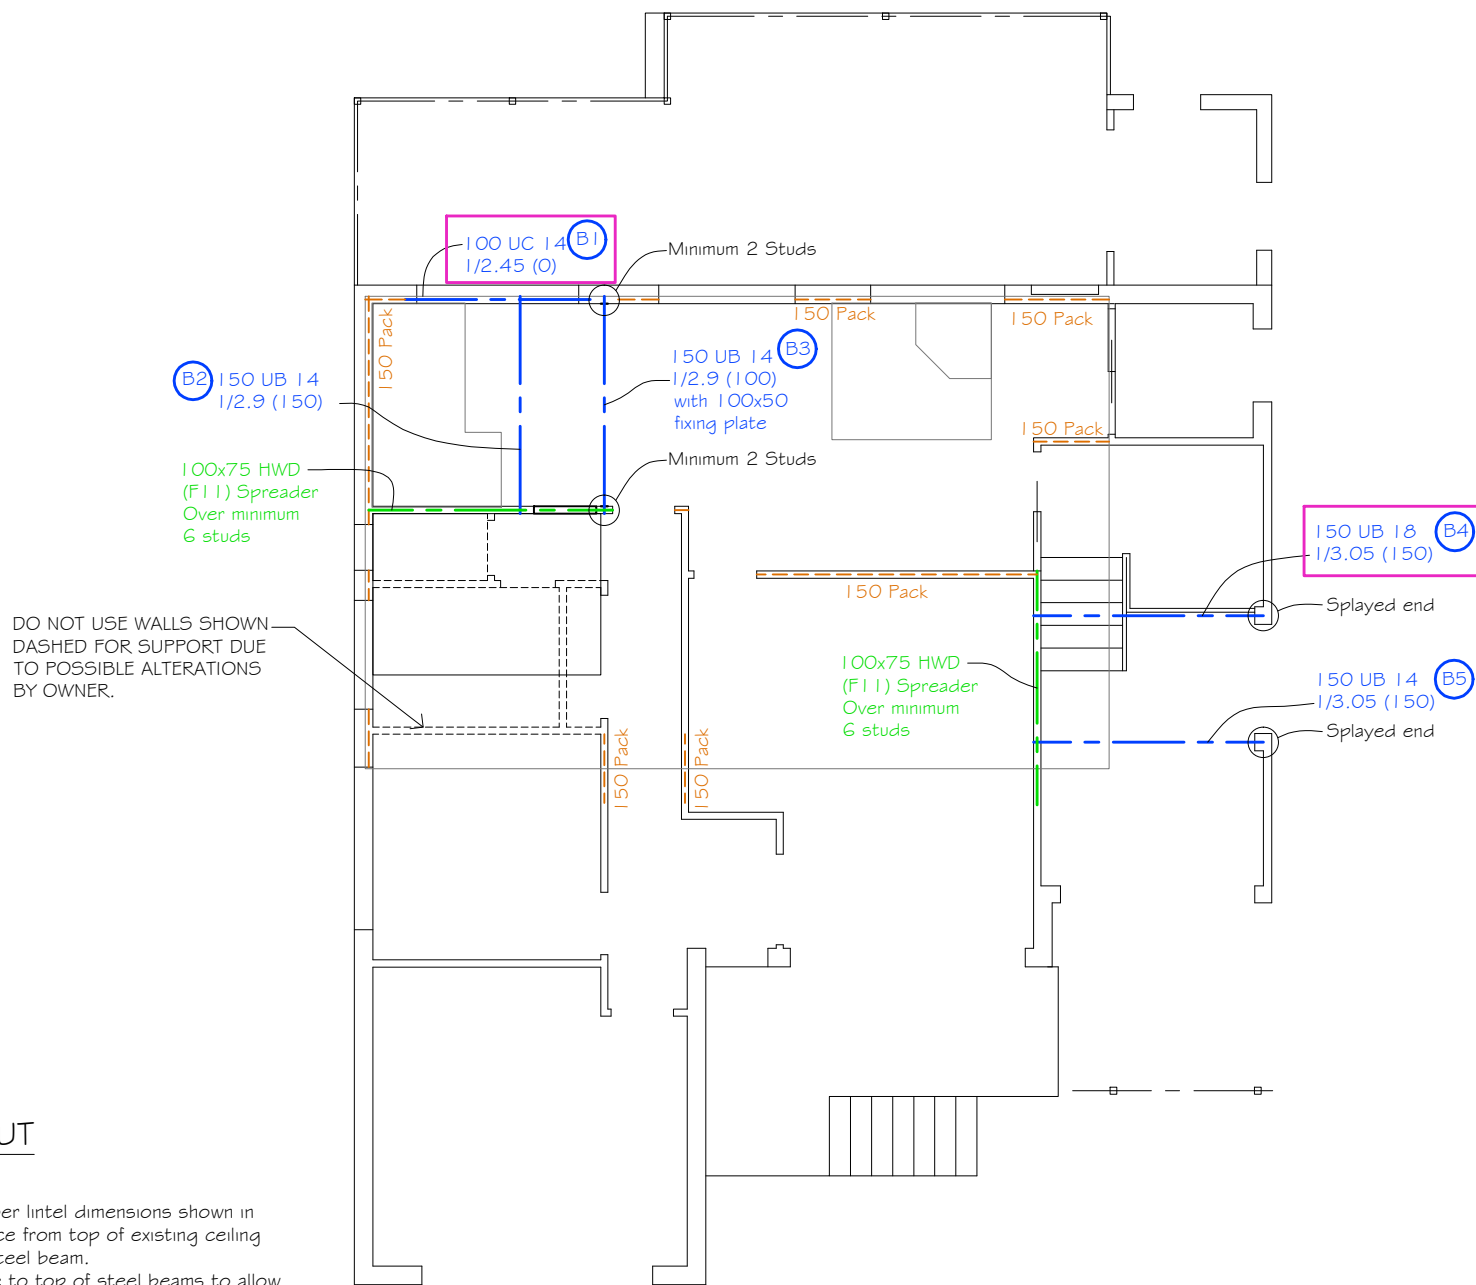 100 UC 14 B1
1/2.45 (0)
Minimum 2 Studs
150 Pack
150 Pack
150 Pack
B2 150 UB 14
1/2.9 (150)
150 UB 14 B3
1/2.9 (100)
with 100x50
fixing plate
150 Pack
Minimum 2 Studs
100x75 HWD
(F11) Spreader
Over minimum
6 studs
150 UB 18 B4
1/3.05 (150)
Splayed end
150 Pack
DO NOT USE WALLS SHOWN
DASHED FOR SUPPORT DUE
TO POSSIBLE ALTERATIONS
BY OWNER.
100x75 HWD
(F11) Spreader
Over minimum
6 studs
150 UB 14 B5
1/3.05 (150)
Splayed end
150 Pack
150 Pack
UT
er lintel dimensions shown in
ce from top of existing ceiling
steel beam.
to top of steel beams to allow